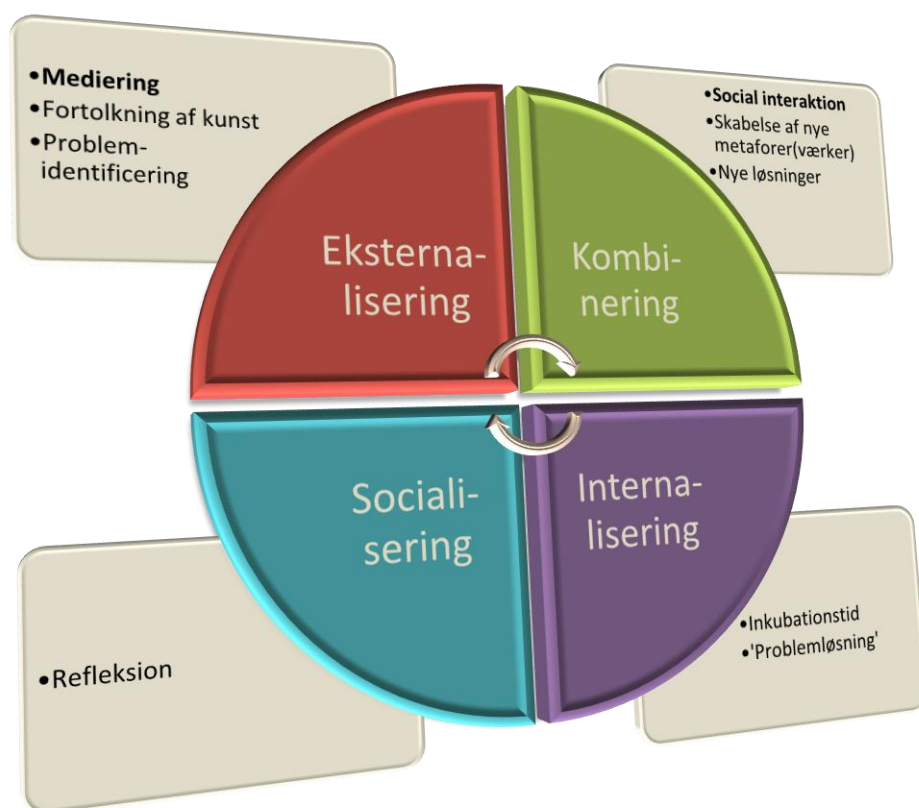 •Mediering
•Fortolkning af kunst
•Problem-
identificering
•Social interaktion
•Skabelse af nye
metaforer(værker)
•Nye løsninger
Eksterna-
lisering
Kombi-
nering
Sociali-
sering
Interna-
lisering
•Refleksion
•Inkubationstid
•'Problemløsning'